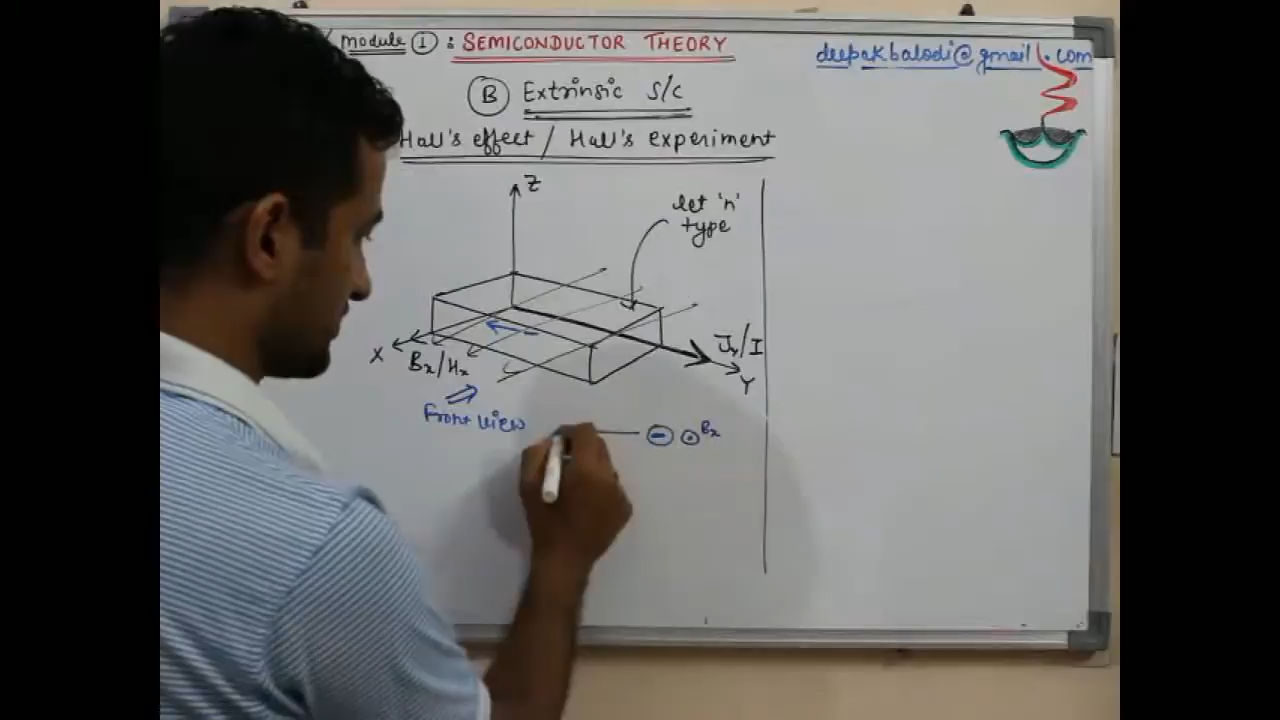 module I : SEMICONDUCTOR THEORY
deepakbalodi@gmail.com
B Extrinsic S/C
Hall's effect / Hall's experiment
Z
let 'n'
type
X
Bx/Hx
Jy/I
Y
Front view
- Bx